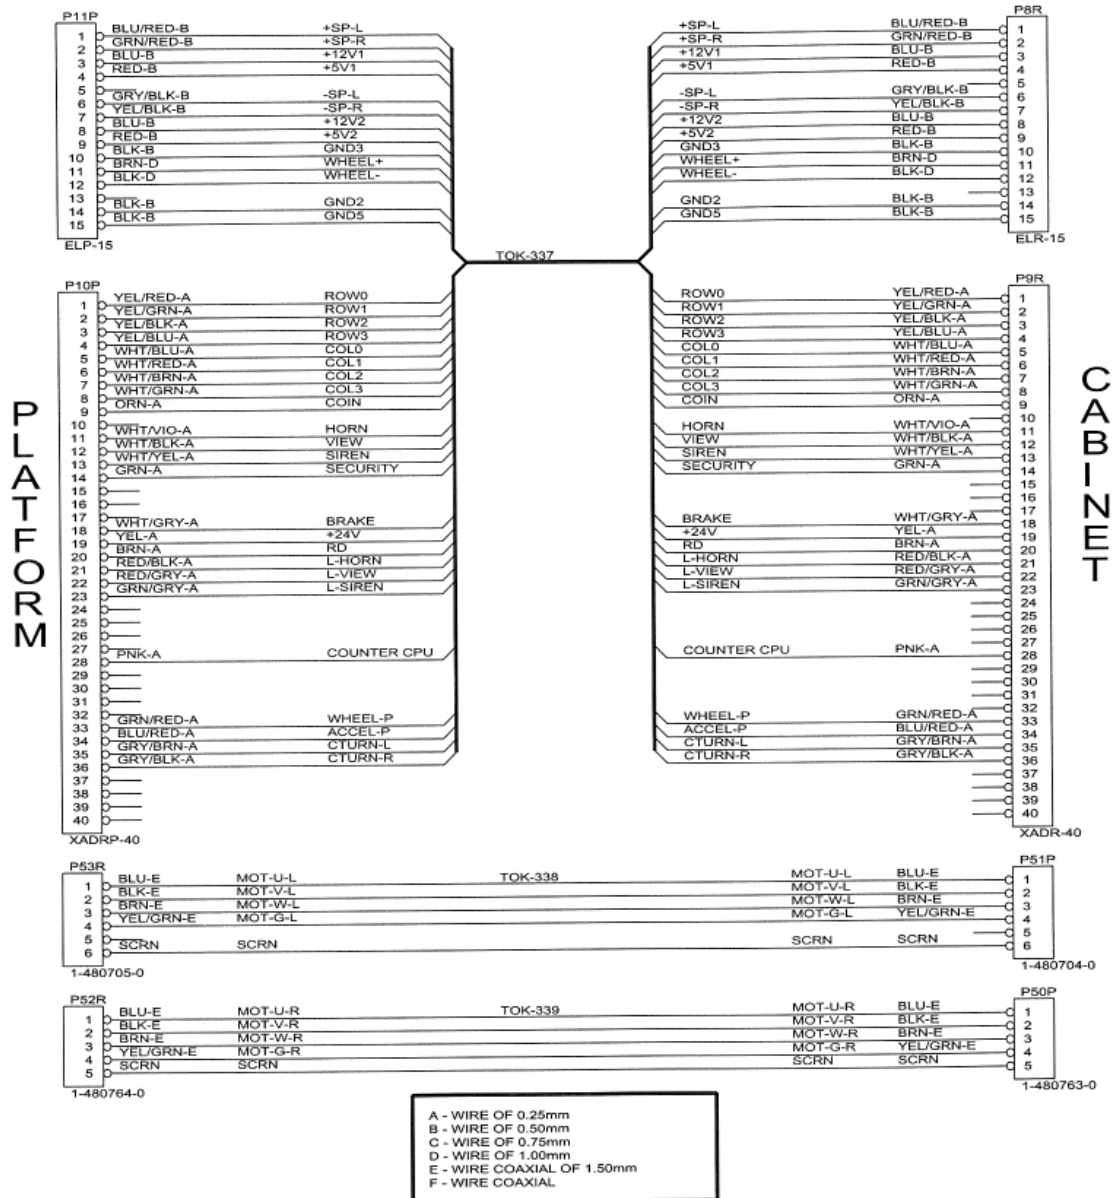 P11P
1 BLU/RED-B +SP-L
2 GRN/RED-B +SP-R
3 BLU-B +12V1
4 RED-B +5V1
5
6 GRY/BLK-B -SP-L
7 YEL/BLK-B -SP-R
8 BLU-B +12V2
9 RED-B +5V2
10 BLK-B GND3
11 BRN-D WHEEL+
12 BLK-D WHEEL-
13
14 BLK-B GND2
15 BLK-B GND5
ELP-15
P8R
+SP-L BLU/RED-B 1
+SP-R GRN/RED-B 2
+12V1 BLU-B 3
+5V1 RED-B 4
5
-SP-L GRY/BLK-B 6
-SP-R YEL/BLK-B 7
+12V2 BLU-B 8
+5V2 RED-B 9
GND3 BLK-B 10
WHEEL+ BRN-D 11
WHEEL- BLK-D 12
13
GND2 BLK-B 14
GND5 BLK-B 15
ELR-15
TOK-337
PLATFORM
P10P
1 YEL/RED-A ROW0
2 YEL/GRN-A ROW1
3 YEL/BLK-A ROW2
4 YEL/BLU-A ROW3
5 WHT/BLU-A COL0
6 WHT/RED-A COL1
7 WHT/BRN-A COL2
8 WHT/GRN-A COL3
9 ORN-A COIN
10
11 WHT/VIO-A HORN
12 WHT/BLK-A VIEW
13 WHT/YEL-A SIREN
14 GRN-A SECURITY
15
16
17
18 WHT/GRY-A BRAKE
19 YEL-A +24V
20 BRN-A RD
21 RED/BLK-A L-HORN
22 RED/GRY-A L-VIEW
23 GRN/GRY-A L-SIREN
24
25
26
27
28 PNK-A COUNTER CPU
29
30
31
32
33 GRN/RED-A WHEEL-P
34 BLU/RED-A ACCEL-P
35 GRY/BRN-A CTURN-L
36 GRY/BLK-A CTURN-R
37
38
39
40
XADRP-40
P9R
ROW0 YEL/RED-A 1
ROW1 YEL/GRN-A 2
ROW2 YEL/BLK-A 3
ROW3 YEL/BLU-A 4
COL0 WHT/BLU-A 5
COL1 WHT/RED-A 6
COL2 WHT/BRN-A 7
COL3 WHT/GRN-A 8
COIN ORN-A 9
10
HORN WHT/VIO-A 11
VIEW WHT/BLK-A 12
SIREN WHT/YEL-A 13
SECURITY GRN-A 14
15
16
17
BRAKE WHT/GRY-A 18
+24V YEL-A 19
RD BRN-A 20
L-HORN RED/BLK-A 21
L-VIEW RED/GRY-A 22
L-SIREN GRN/GRY-A 23
24
25
26
27
COUNTER CPU PNK-A 28
29
30
31
32
WHEEL-P GRN/RED-A 33
ACCEL-P BLU/RED-A 34
CTURN-L GRY/BRN-A 35
CTURN-R GRY/BLK-A 36
37
38
39
40
XADR-40
CABINET
P53R TOK-338 P51P
1 BLU-E MOT-U-L MOT-U-L BLU-E 1
2 BLK-E MOT-V-L MOT-V-L BLK-E 2
3 BRN-E MOT-W-L MOT-W-L BRN-E 3
4 YEL/GRN-E MOT-G-L MOT-G-L YEL/GRN-E 4
5 5
6 SCRN SCRN SCRN SCRN 6
1-480705-0 1-480704-0
P52R TOK-339 P50P
1 BLU-E MOT-U-R MOT-U-R BLU-E 1
2 BLK-E MOT-V-R MOT-V-R BLK-E 2
3 BRN-E MOT-W-R MOT-W-R BRN-E 3
4 YEL/GRN-E MOT-G-R MOT-G-R YEL/GRN-E 4
5 SCRN SCRN SCRN SCRN 5
1-480764-0 1-480763-0
A - WIRE OF 0.25mm
B - WIRE OF 0.50mm
C - WIRE OF 0.75mm
D - WIRE OF 1.00mm
E - WIRE COAXIAL OF 1.50mm
F - WIRE COAXIAL